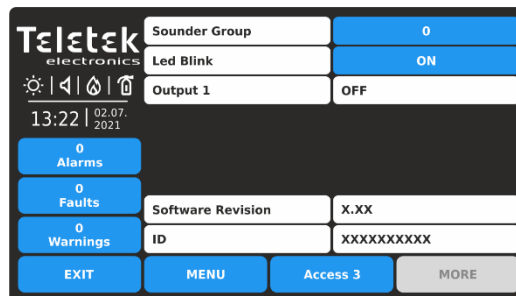 Teletek
electronics
13:22 | 02.07.
2021
0
Alarms
0
Faults
0
Warnings
Sounder Group 0
Led Blink ON
Output 1 OFF
Software Revision X.XX
ID XXXXXXXXXX
EXIT MENU Access 3 MORE